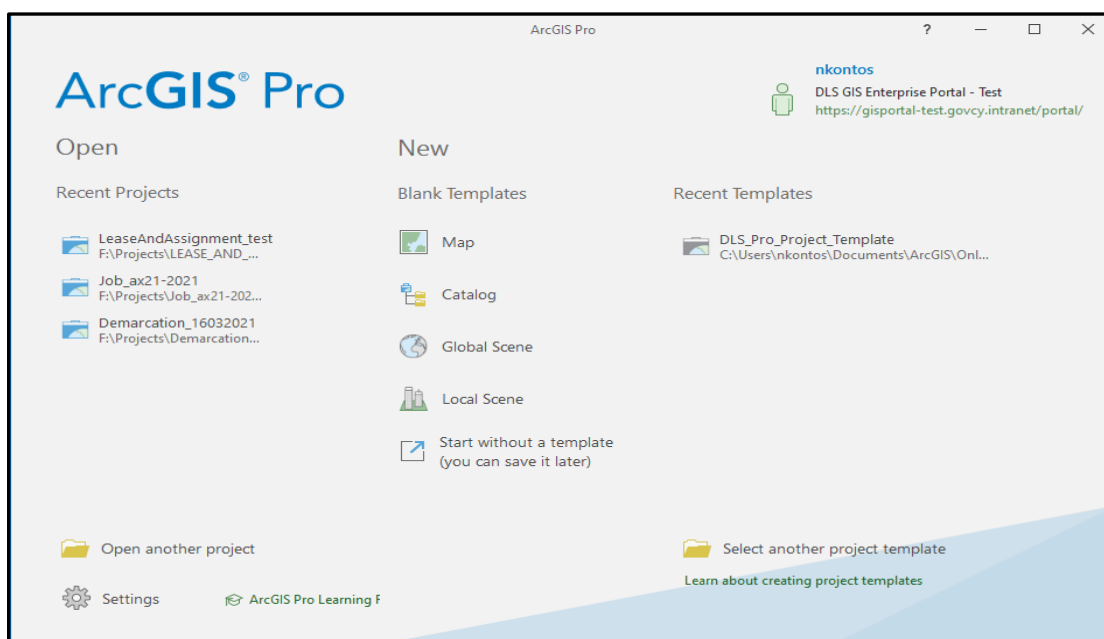 ArcGIS Pro
?
ArcGIS® Pro
nkontos
DLS GIS Enterprise Portal - Test
https://gisportal-test.govcy.intranet/portal/
Open
Recent Projects
LeaseAndAssignment_test
F:\Projects\LEASE_AND_...
Job_ax21-2021
F:\Projects\Job_ax21-202...
Demarcation_16032021
F:\Projects\Demarcation...
Open another project
Settings
ArcGIS Pro Learning F
New
Blank Templates
Map
Catalog
Global Scene
Local Scene
Start without a template
(you can save it later)
Recent Templates
DLS_Pro_Project_Template
C:\Users\nkontos\Documents\ArcGIS\Onl...
Select another project template
Learn about creating project templates